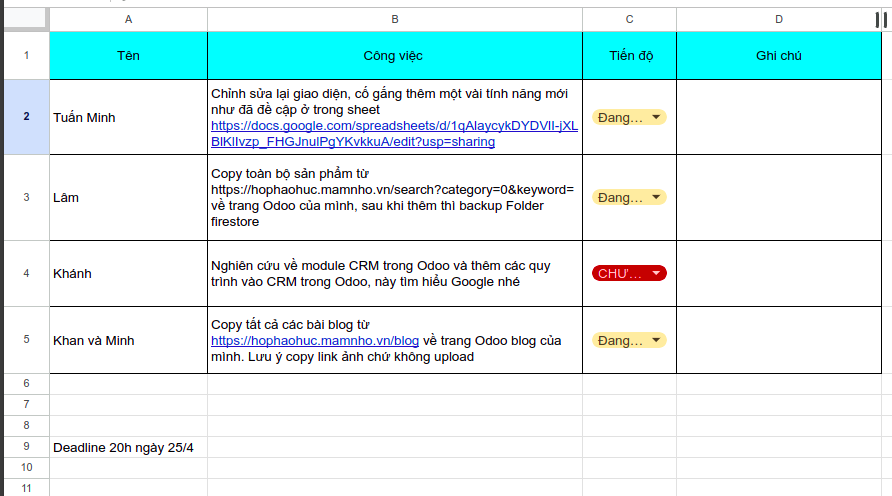 A B C D
1 Tên Công việc Tiến độ Ghi chú
2 Tuấn Minh
Chỉnh sửa lại giao diện, cố gắng thêm một vài tính năng mới
như đã đề cập ở trong sheet
https://docs.google.com/spreadsheets/d/1qAlaycykDYDVlI-jXL
BlKlIvzp_FHGJnulPgYKvkkuA/edit?usp=sharing
Đang...
3 Lâm
Copy toàn bộ sản phẩm từ
https://hophaohuc.mamnho.vn/search?category=0&keyword=
về trang Odoo của mình, sau khi thêm thì backup Folder
firestore
Đang...
4 Khánh
Nghiên cứu về module CRM trong Odoo và thêm các quy
trình vào CRM trong Odoo, này tìm hiểu Google nhé
CHƯ...
5 Khan và Minh
Copy tất cả các bài blog từ
https://hophaohuc.mamnho.vn/blog về trang Odoo blog của
mình. Lưu ý copy link ảnh chứ không upload
Đang...
6
7
8
9 Deadline 20h ngày 25/4
10
11